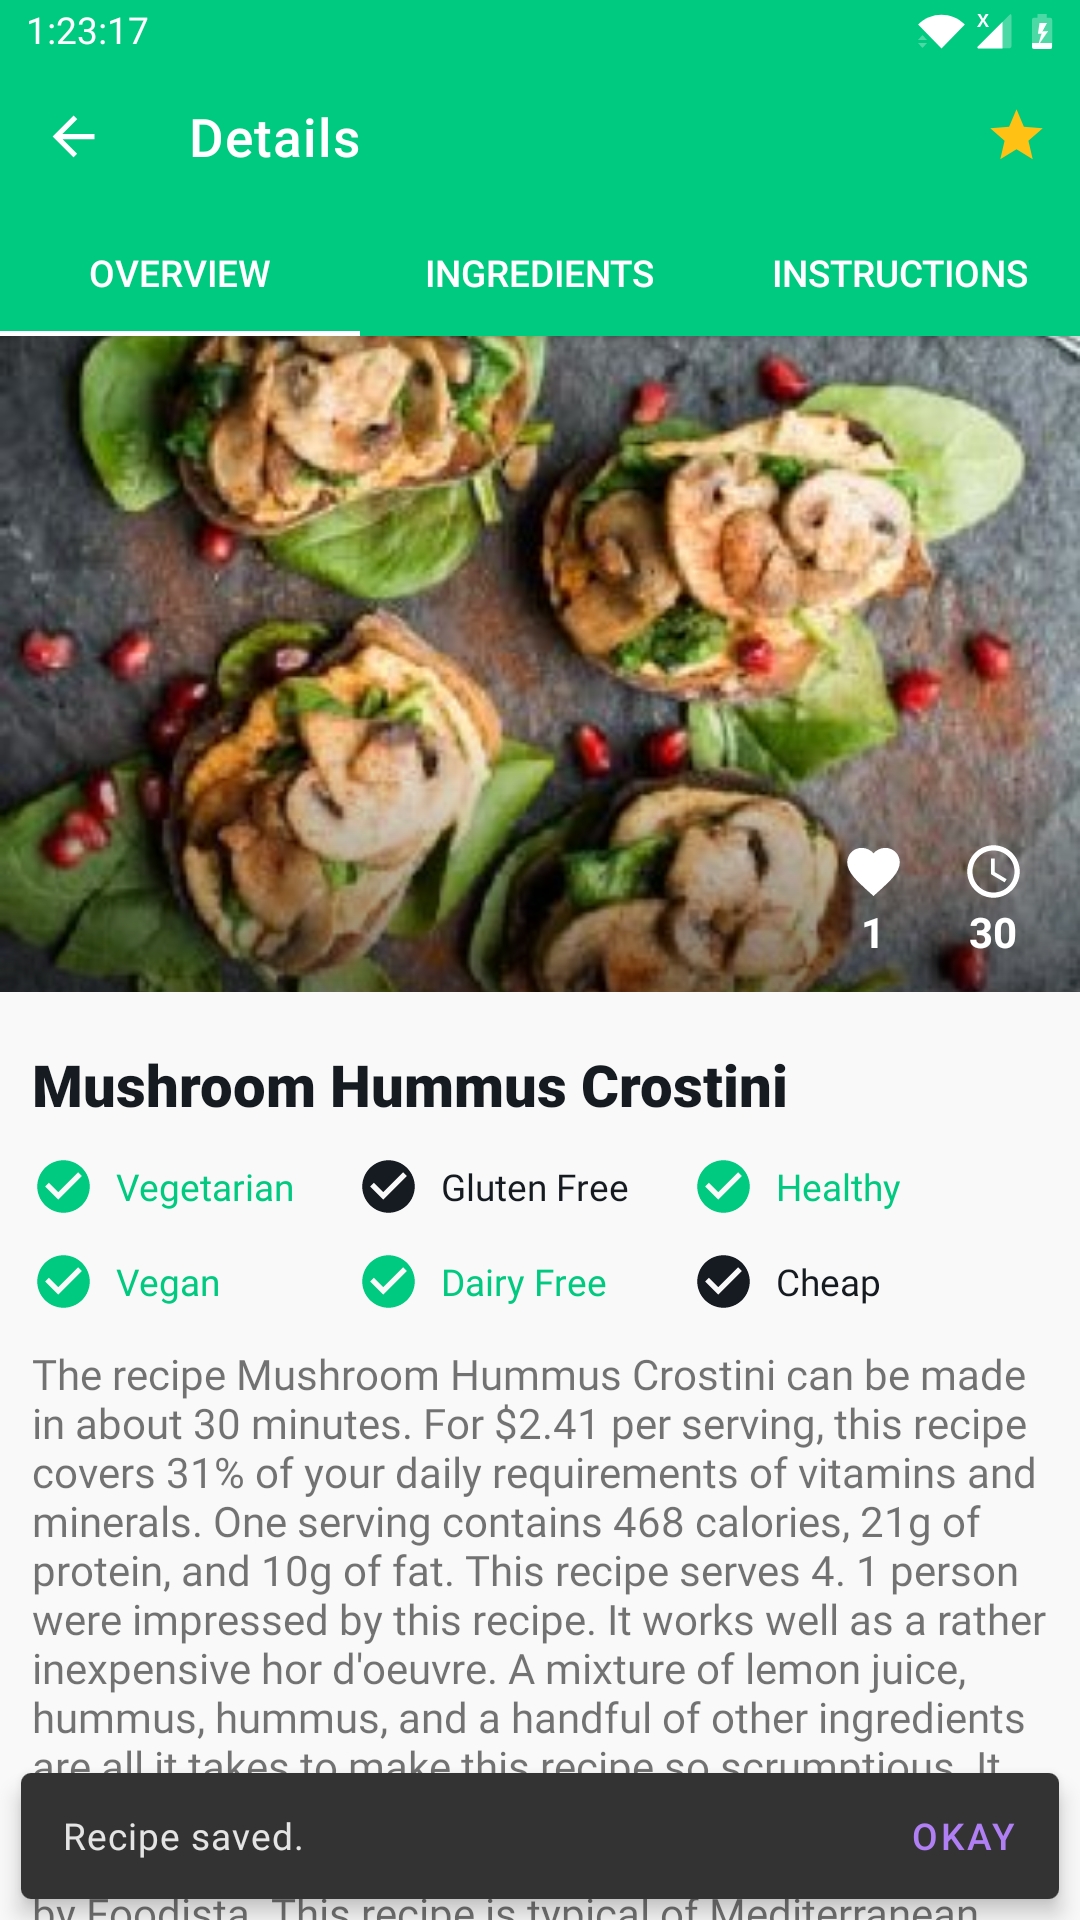 1:23:17
Details
OVERVIEW INGREDIENTS INSTRUCTIONS
1 30
Mushroom Hummus Crostini
Vegetarian Gluten Free Healthy
Vegan Dairy Free Cheap
The recipe Mushroom Hummus Crostini can be made
in about 30 minutes. For $2.41 per serving, this recipe
covers 31% of your daily requirements of vitamins and
minerals. One serving contains 468 calories, 21g of
protein, and 10g of fat. This recipe serves 4. 1 person
were impressed by this recipe. It works well as a rather
inexpensive hor d'oeuvre. A mixture of lemon juice,
hummus, hummus, and a handful of other ingredients
are all it takes to make this recipe so scrumptious. It
Recipe saved. OKAY
by Foodista. This recipe is typical of Mediterranean